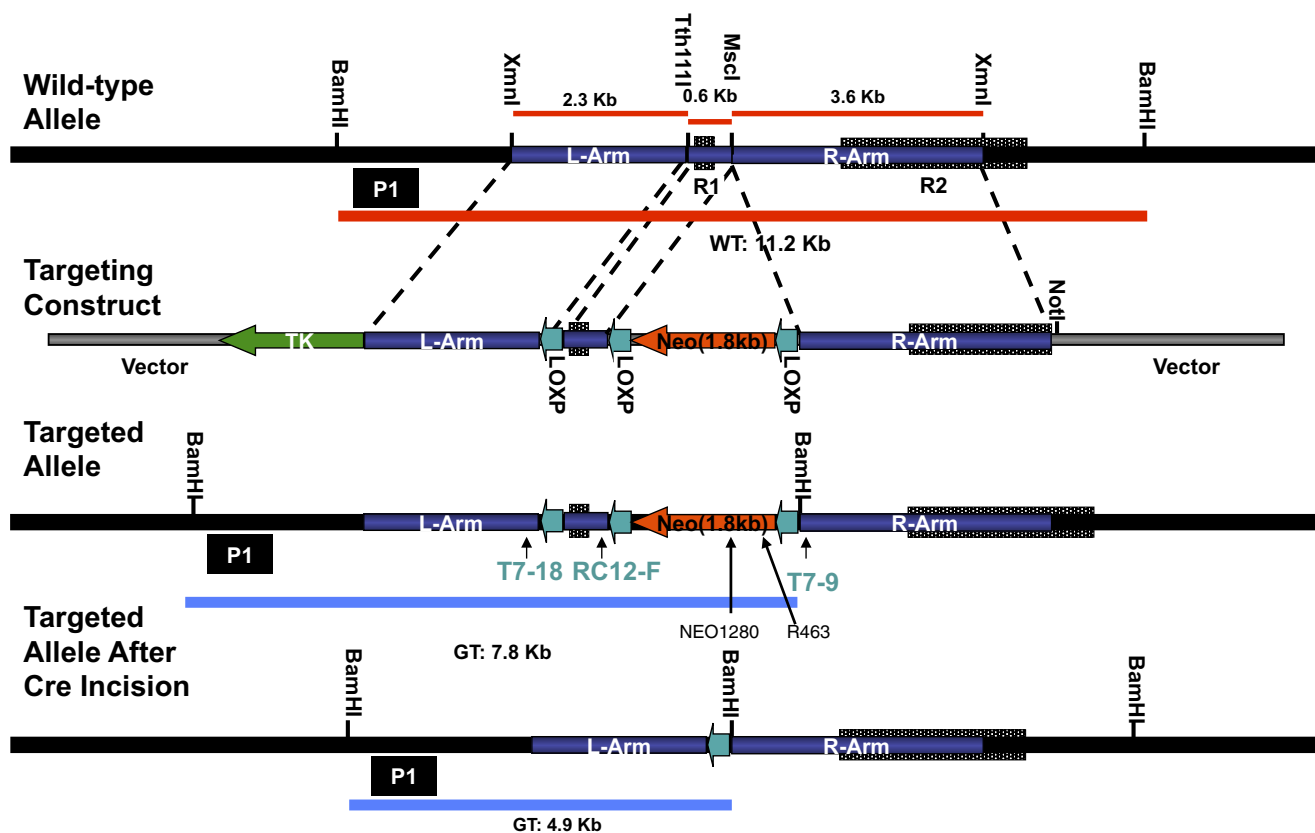 Wild-type
Allele
BamHI
XmnI
Tth111I
MscI
XmnI
BamHI
2.3 Kb
0.6 Kb
3.6 Kb
L-Arm
R-Arm
P1
R1
R2
WT: 11.2 Kb
Targeting
Construct
NotI
TK
L-Arm
Neo(1.8kb)
R-Arm
Vector
LOXP
LOXP
LOXP
Vector
Targeted
Allele
BamHI
BamHI
L-Arm
Neo(1.8kb)
R-Arm
P1
T7-18
RC12-F
T7-9
NEO1280
R463
GT: 7.8 Kb
Targeted
Allele After
Cre Incision
BamHI
BamHI
BamHI
L-Arm
R-Arm
P1
GT: 4.9 Kb